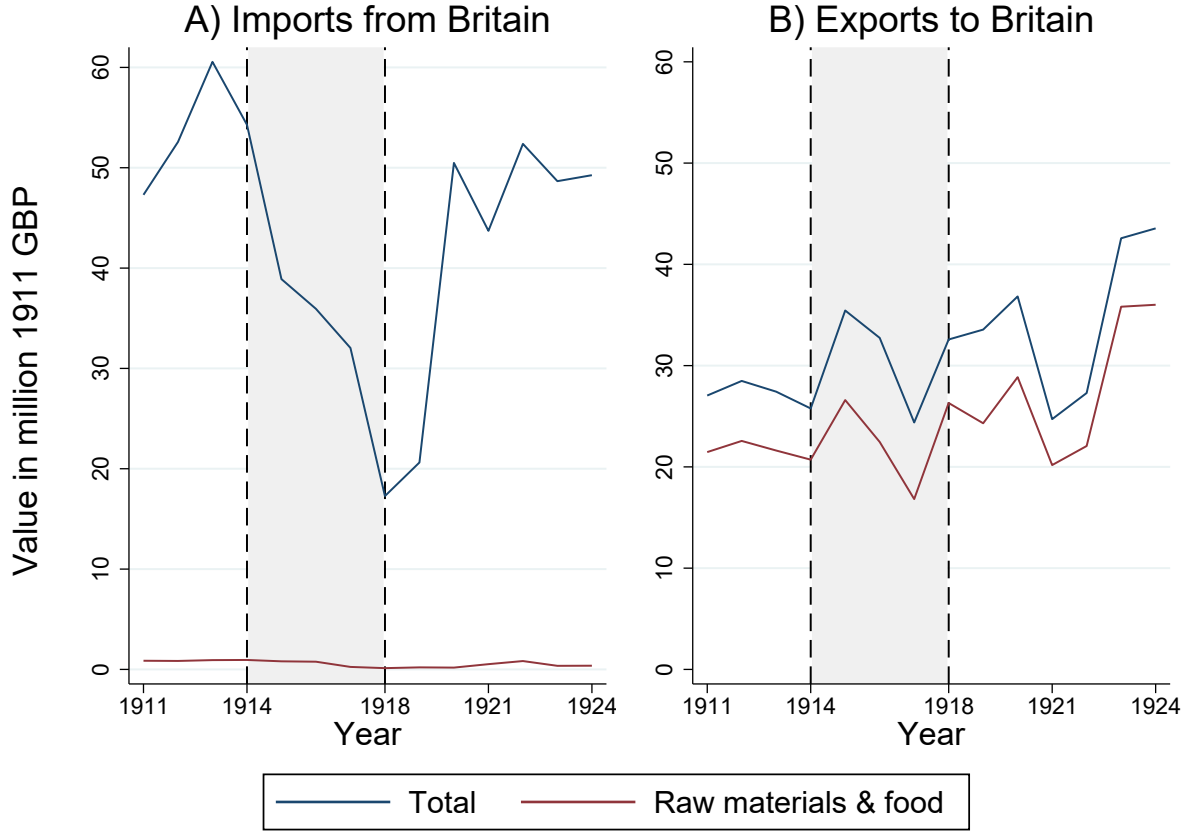 A) Imports from Britain
B) Exports to Britain
Value in million 1911 GBP
60
50
40
30
20
10
0
1911 1914 1918 1921 1924
Year
60
50
40
30
20
10
0
1911 1914 1918 1921 1924
Year
Total Raw materials & food